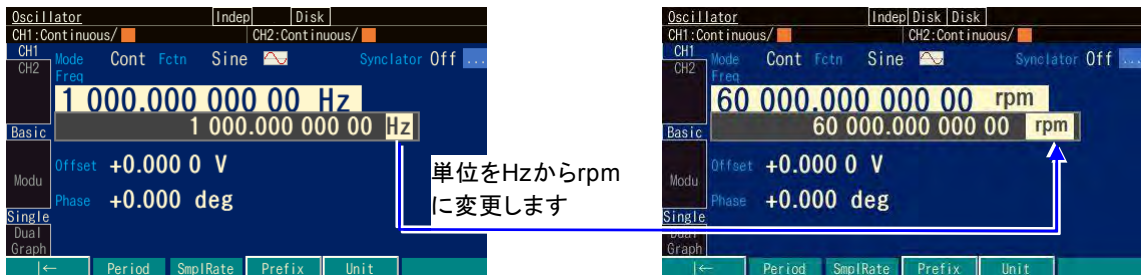 Oscillator Indep Disk
CH1:Continuous/ CH2:Continuous/
CH1
CH2
Mode Cont Fctn Sine Synclator Off ...
Freq
1 000.000 000 00 Hz
1 000.000 000 00 Hz
Basic
Offset +0.000 0 V
Modu
Phase +0.000 deg
Single
Dual
Graph
|← Period SmplRate Prefix Unit
単位をHzからrpm
に変更します
Oscillator Indep Disk Disk
CH1:Continuous/ CH2:Continuous/
CH1
CH2
Mode Cont Fctn Sine Synclator Off ...
Freq
60 000.000 000 00 rpm
60 000.000 000 00 rpm
Basic
Offset +0.000 0 V
Modu
Phase +0.000 deg
Single
Dual
Graph
|← Period SmplRate Prefix Unit